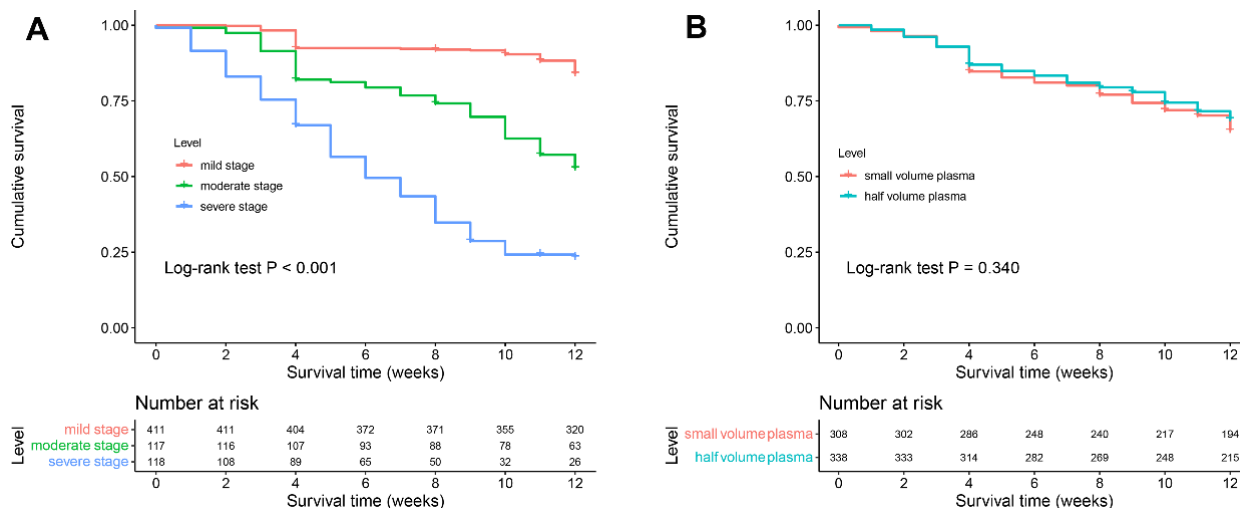 A
Cumulative survival
1.00
0.75
0.50
0.25
0.00
Level
mild stage
moderate stage
severe stage
Log-rank test P < 0.001
0 2 4 6 8 10 12
Survival time (weeks)
Number at risk
Level
mild stage 411 411 404 372 371 355 320
moderate stage 117 116 107 93 88 78 63
severe stage 118 108 89 65 50 32 26
0 2 4 6 8 10 12
Survival time (weeks)
B
Cumulative survival
1.00
0.75
0.50
0.25
0.00
Level
small volume plasma
half volume plasma
Log-rank test P = 0.340
0 2 4 6 8 10 12
Survival time (weeks)
Number at risk
Level
small volume plasma 308 302 286 248 240 217 194
half volume plasma 338 333 314 282 269 248 215
0 2 4 6 8 10 12
Survival time (weeks)